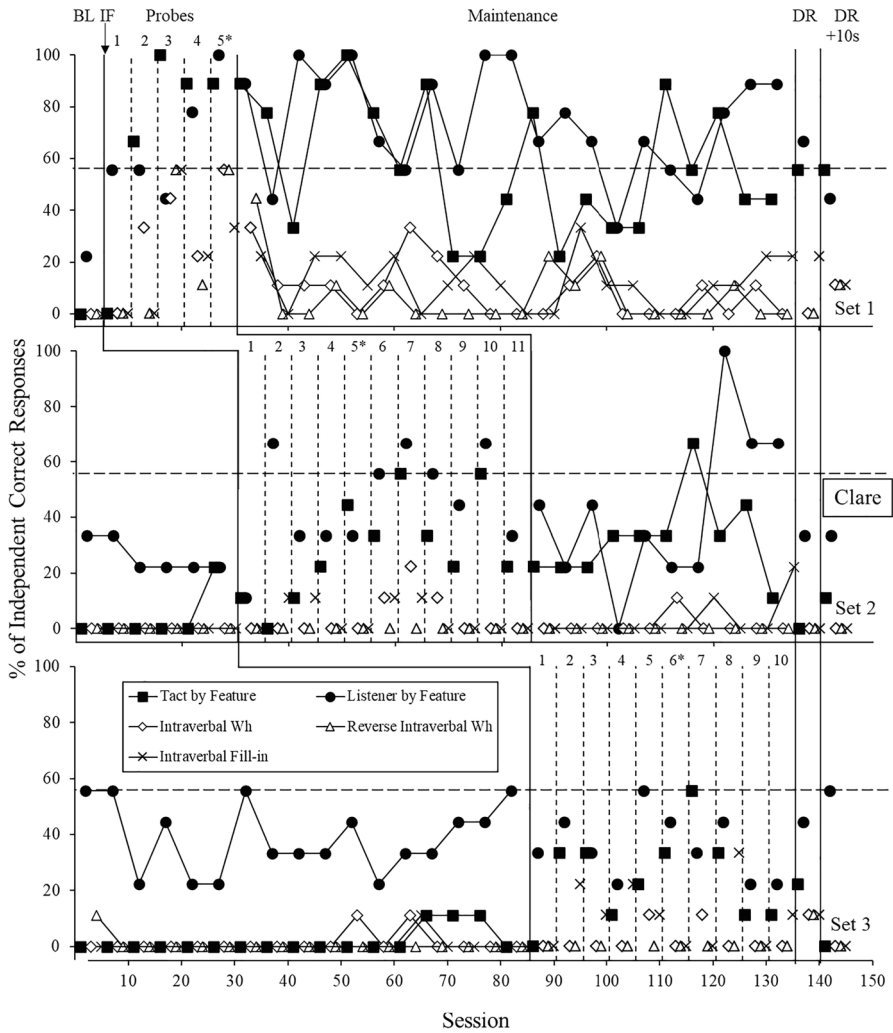 BL IF Probes Maintenance DR DR
+10s
1 2 3 4 5*
100
80
60
40
20
0
Set 1
1 2 3 4 5* 6 7 8 9 10 11
100
80
60
40
20
0
Clare
Set 2
% of Independent Correct Responses
1 2 3 4 5 6* 7 8 9 10
100
80
60
40
20
0
Tact by Feature Listener by Feature
Intraverbal Wh Reverse Intraverbal Wh
Intraverbal Fill-in
Set 3
10 20 30 40 50 60 70 80 90 100 110 120 130 140 150
Session